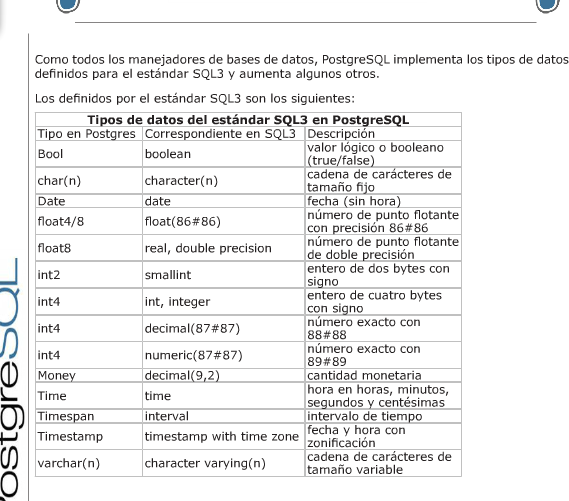 Como todos los manejadores de bases de datos, PostgreSQL implementa los tipos de datos
definidos para el estándar SQL3 y aumenta algunos otros.
Los definidos por el estándar SQL3 son los siguientes:
Tipos de datos del estándar SQL3 en PostgreSQL
Tipo en Postgres Correspondiente en SQL3 Descripción
Bool boolean valor lógico o booleano
(true/false)
char(n) character(n) cadena de carácteres de
tamaño fijo
Date date fecha (sin hora)
float4/8 float(86#86) número de punto flotante
con precisión 86#86
float8 real, double precision número de punto flotante
de doble precisión
int2 smallint entero de dos bytes con
signo
int4 int, integer entero de cuatro bytes
con signo
int4 decimal(87#87) número exacto con
88#88
int4 numeric(87#87) número exacto con
89#89
Money decimal(9,2) cantidad monetaria
Time time hora en horas, minutos,
segundos y centésimas
Timespan interval intervalo de tiempo
Timestamp timestamp with time zone fecha y hora con
zonificación
varchar(n) character varying(n) cadena de carácteres de
tamaño variable
ostgreSQL